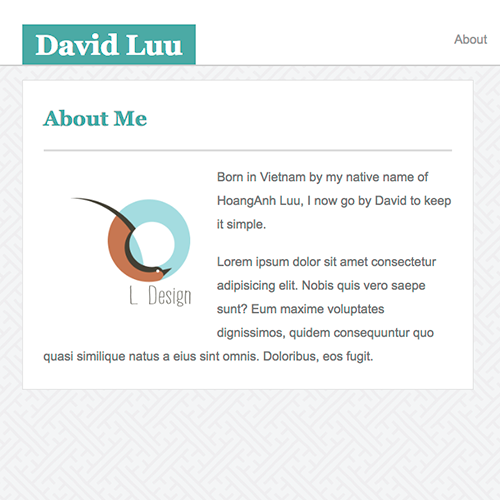 David Luu
About
About Me
Born in Vietnam by my native name of
HoangAnh Luu, I now go by David to keep
it simple.
L Design
Lorem ipsum dolor sit amet consectetur
adipisicing elit. Nobis quis vero saepe
sunt? Eum maxime voluptates
dignissimos, quidem consequuntur quo
quasi similique natus a eius sint omnis. Doloribus, eos fugit.